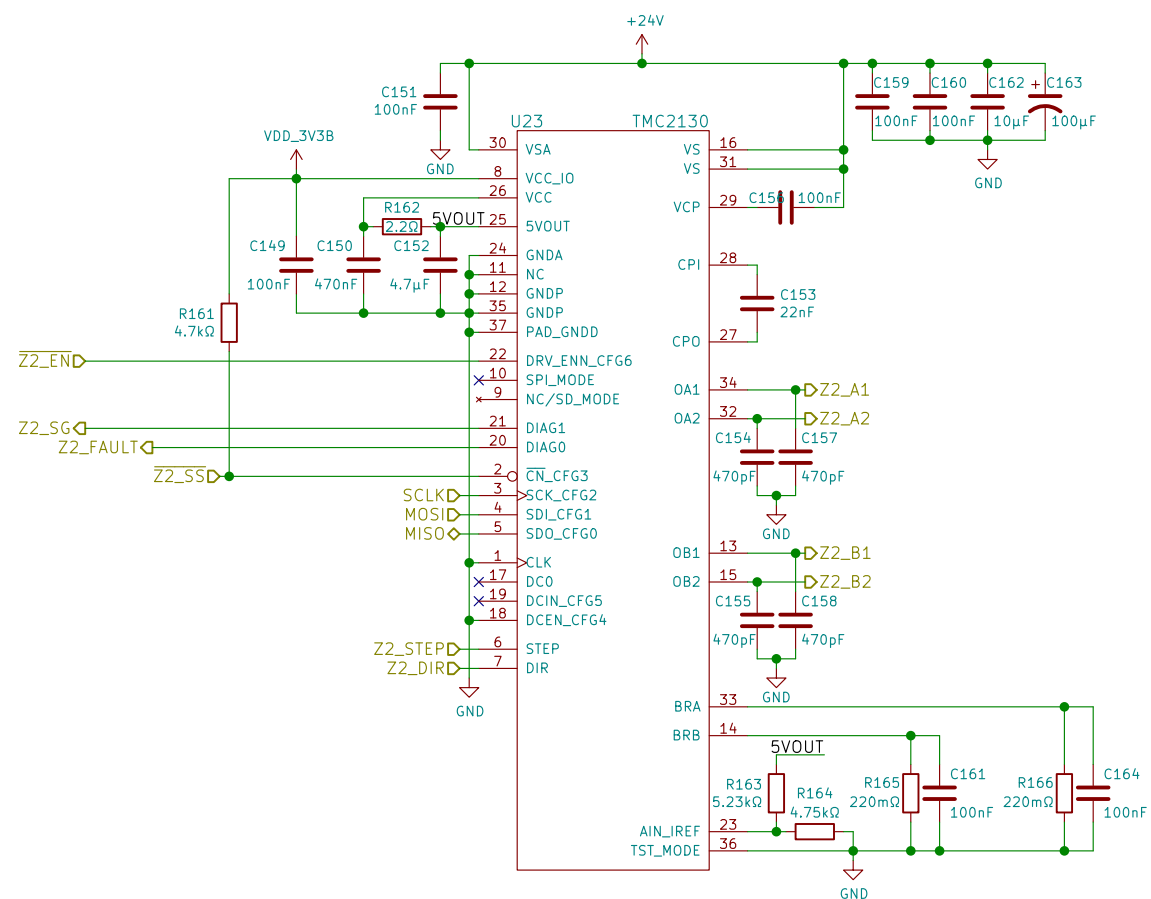 +24V
C151
100nF
GND
C159
100nF
C160
100nF
C162
10µF
+
C163
100µF
GND
U23
TMC2130
VDD_3V3B
30
VSA
8
VCC_IO
26
VCC
R162
2.2Ω
5VOUT
25
5VOUT
C149
100nF
C150
470nF
C152
4.7µF
24
GNDA
11
NC
12
GNDP
35
GNDP
37
PAD_GNDD
R161
4.7kΩ
Z2_EN
22
DRV_ENN_CFG6
10
SPI_MODE
9
NC/SD_MODE
Z2_SG
21
DIAG1
Z2_FAULT
20
DIAG0
Z2_SS
2
CN_CFG3
SCLK
3
SCK_CFG2
MOSI
4
SDI_CFG1
MISO
5
SDO_CFG0
1
CLK
17
DCO
19
DCIN_CFG5
18
DCEN_CFG4
Z2_STEP
6
STEP
Z2_DIR
7
DIR
GND
VS
16
VS
31
VCP
29
C156
100nF
CPI
28
C153
22nF
CPO
27
OA1
34
Z2_A1
OA2
32
Z2_A2
C154
470pF
C157
470pF
GND
OB1
13
Z2_B1
OB2
15
Z2_B2
C155
470pF
C158
470pF
GND
BRA
33
BRB
14
5VOUT
R163
5.23kΩ
R164
4.75kΩ
R165
220mΩ
C161
100nF
R166
220mΩ
C164
100nF
AIN_IREF
23
TST_MODE
36
GND